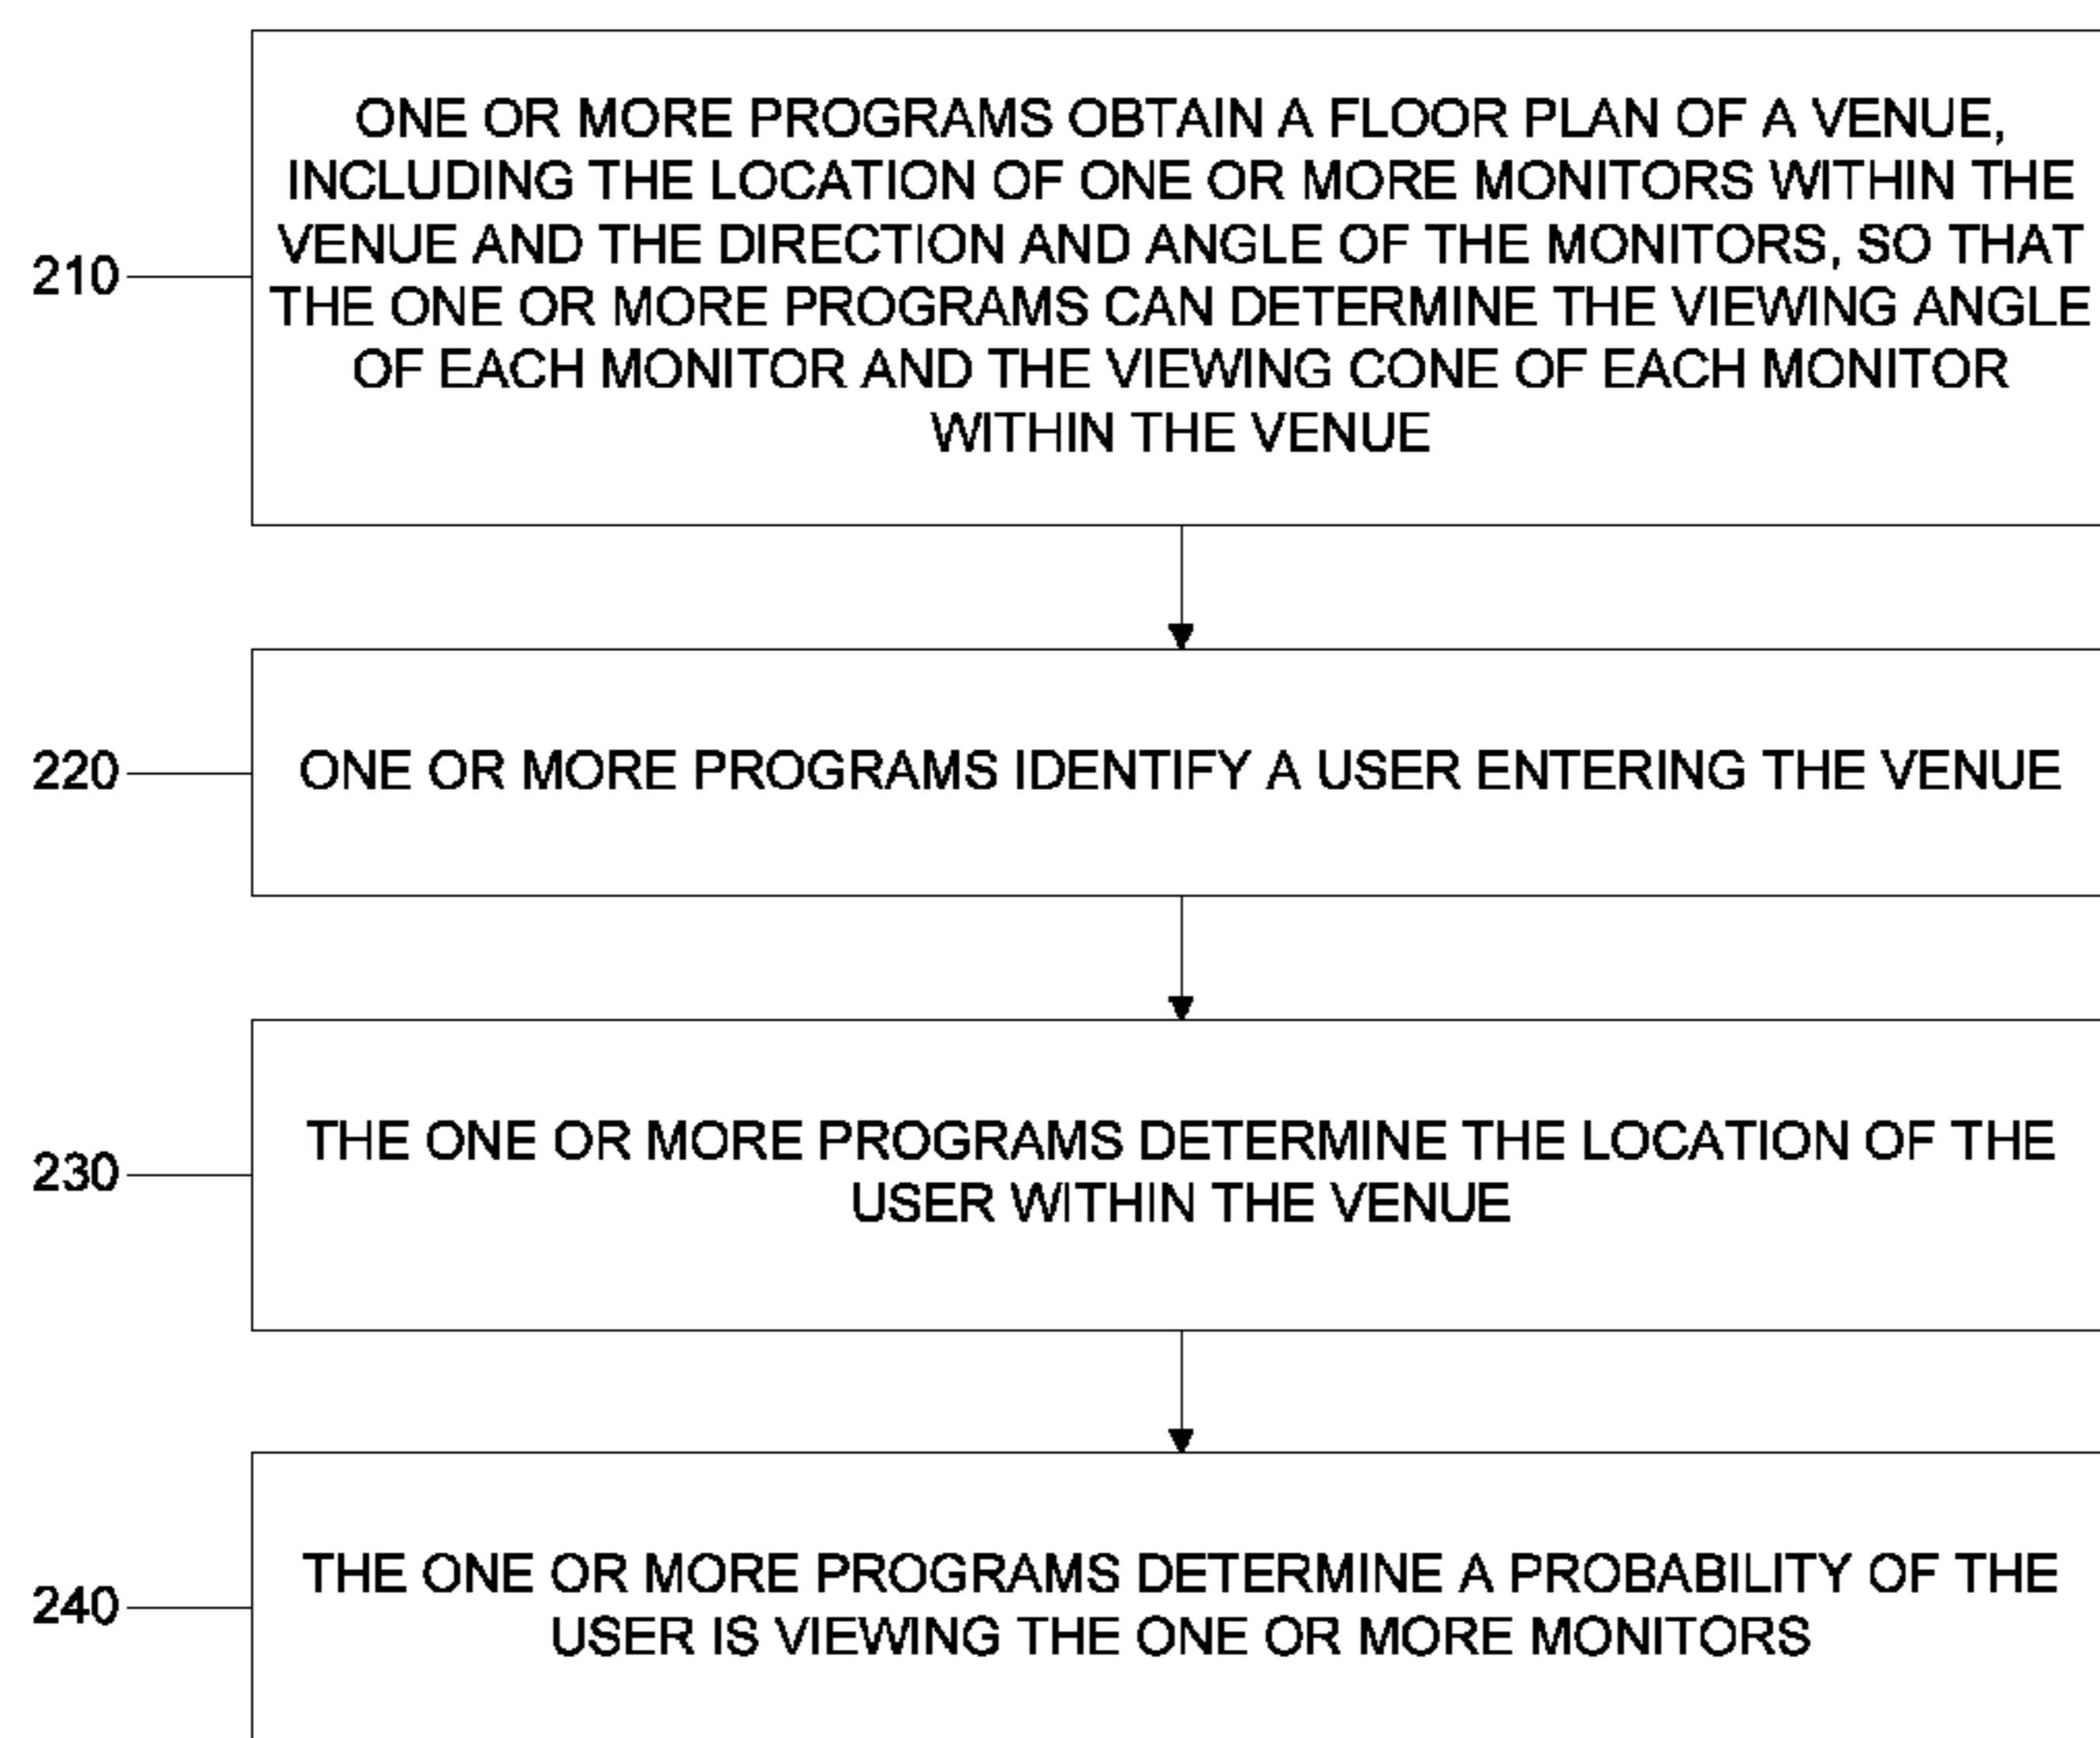 ONE OR MORE PROGRAMS OBTAIN A FLOOR PLAN OF A VENUE,
INCLUDING THE LOCATION OF ONE OR MORE MONITORS WITHIN THE
VENUE AND THE DIRECTION AND ANGLE OF THE MONITORS, SO THAT
210
THE ONE OR MORE PROGRAMS CAN DETERMINE THE VIEWING ANGLE
OF EACH MONITOR AND THE VIEWING CONE OF EACH MONITOR
WITHIN THE VENUE
220
ONE OR MORE PROGRAMS IDENTIFY A USER ENTERING THE VENUE
230
THE ONE OR MORE PROGRAMS DETERMINE THE LOCATION OF THE
USER WITHIN THE VENUE
240
THE ONE OR MORE PROGRAMS DETERMINE A PROBABILITY OF THE
USER IS VIEWING THE ONE OR MORE MONITORS